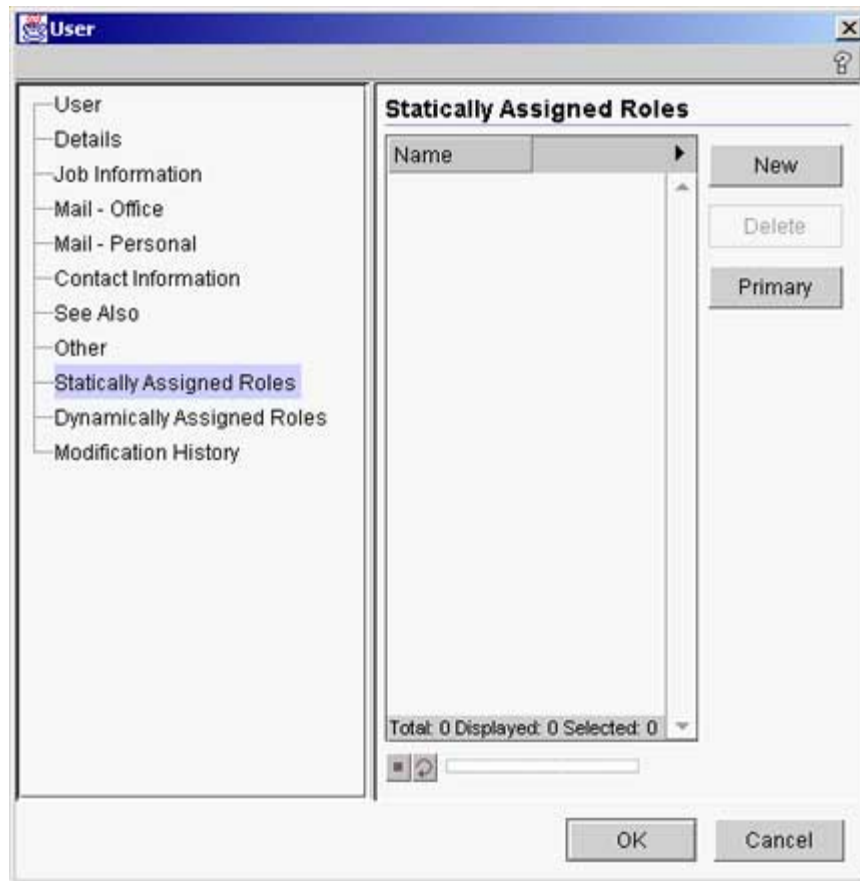 User
User
Details
Job Information
Mail - Office
Mail - Personal
Contact Information
See Also
Other
Statically Assigned Roles
Dynamically Assigned Roles
Modification History
Statically Assigned Roles
Name
New
Delete
Primary
Total: 0 Displayed: 0 Selected: 0
OK
Cancel